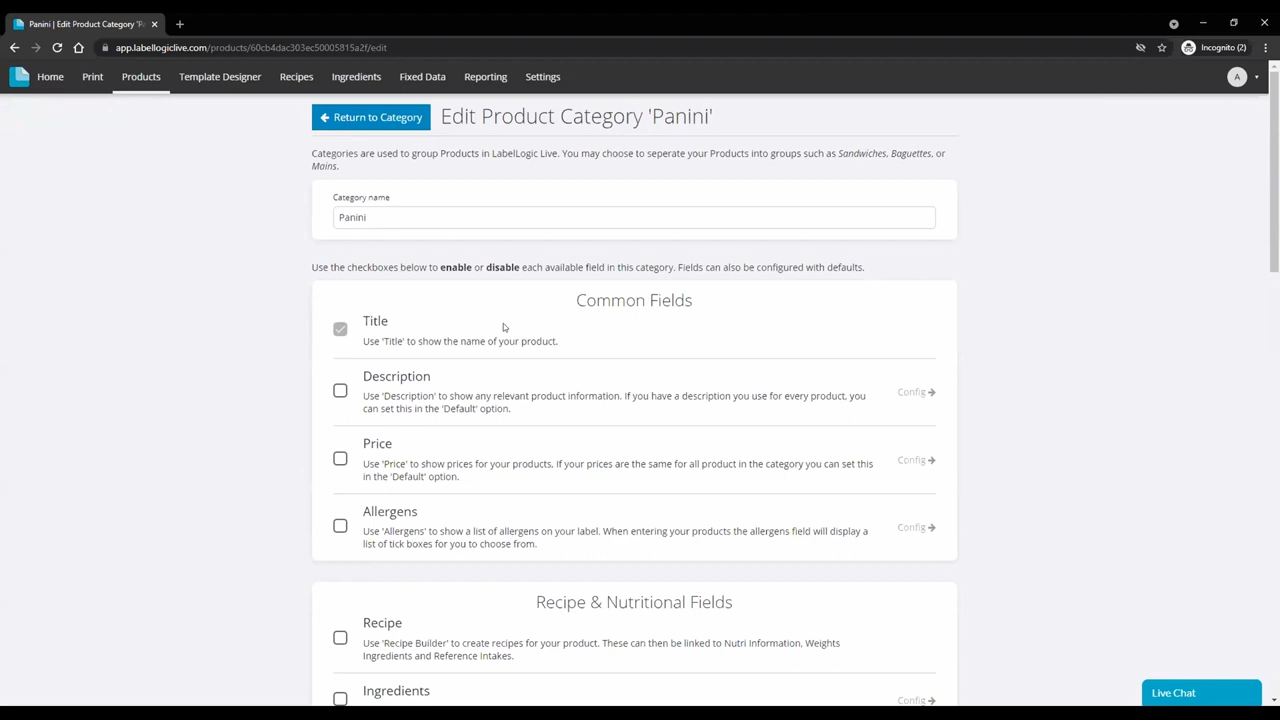 Panini | Edit Product Category 'P
app.labellogiclive.com/products/60cb4dac303ec50005815a2f/edit
Incognito (2)
Home
Print
Products
Template Designer
Recipes
Ingredients
Fixed Data
Reporting
Settings
A
Return to Category
Edit Product Category 'Panini'
Categories are used to group Products in LabelLogic Live. You may choose to seperate your Products into groups such as Sandwiches, Baguettes, or
Mains.
Category name
Panini
Use the checkboxes below to enable or disable each available field in this category. Fields can also be configured with defaults.
Common Fields
Title
Use 'Title' to show the name of your product.
Description
Use 'Description' to show any relevant product information. If you have a description you use for every product, you
can set this in the 'Default' option.
Config
Price
Use 'Price' to show prices for your products. If your prices are the same for all product in the category you can set this
in the 'Default' option.
Config
Allergens
Use 'Allergens' to show a list of allergens on your label. When entering your products the allergens field will display a
list of tick boxes for you to choose from.
Config
Recipe & Nutritional Fields
Recipe
Use 'Recipe Builder' to create recipes for your product. These can then be linked to Nutri Information, Weights
Ingredients and Reference Intakes.
Ingredients
Config
Live Chat